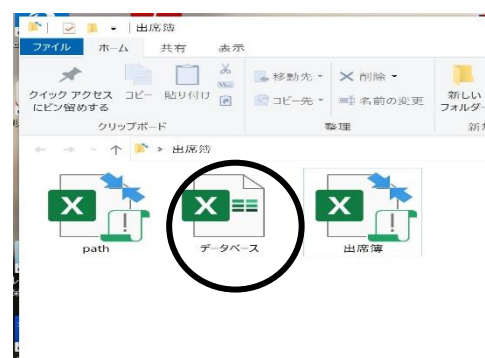 出席簿
ファイル ホーム 共有 表示
クイック アクセス
にピン留めする
コピー 貼り付け
移動先 削除
コピー先 名前の変更
新しい
フォルダー
クリップボード 整理 新
出席簿
path データベース 出席簿